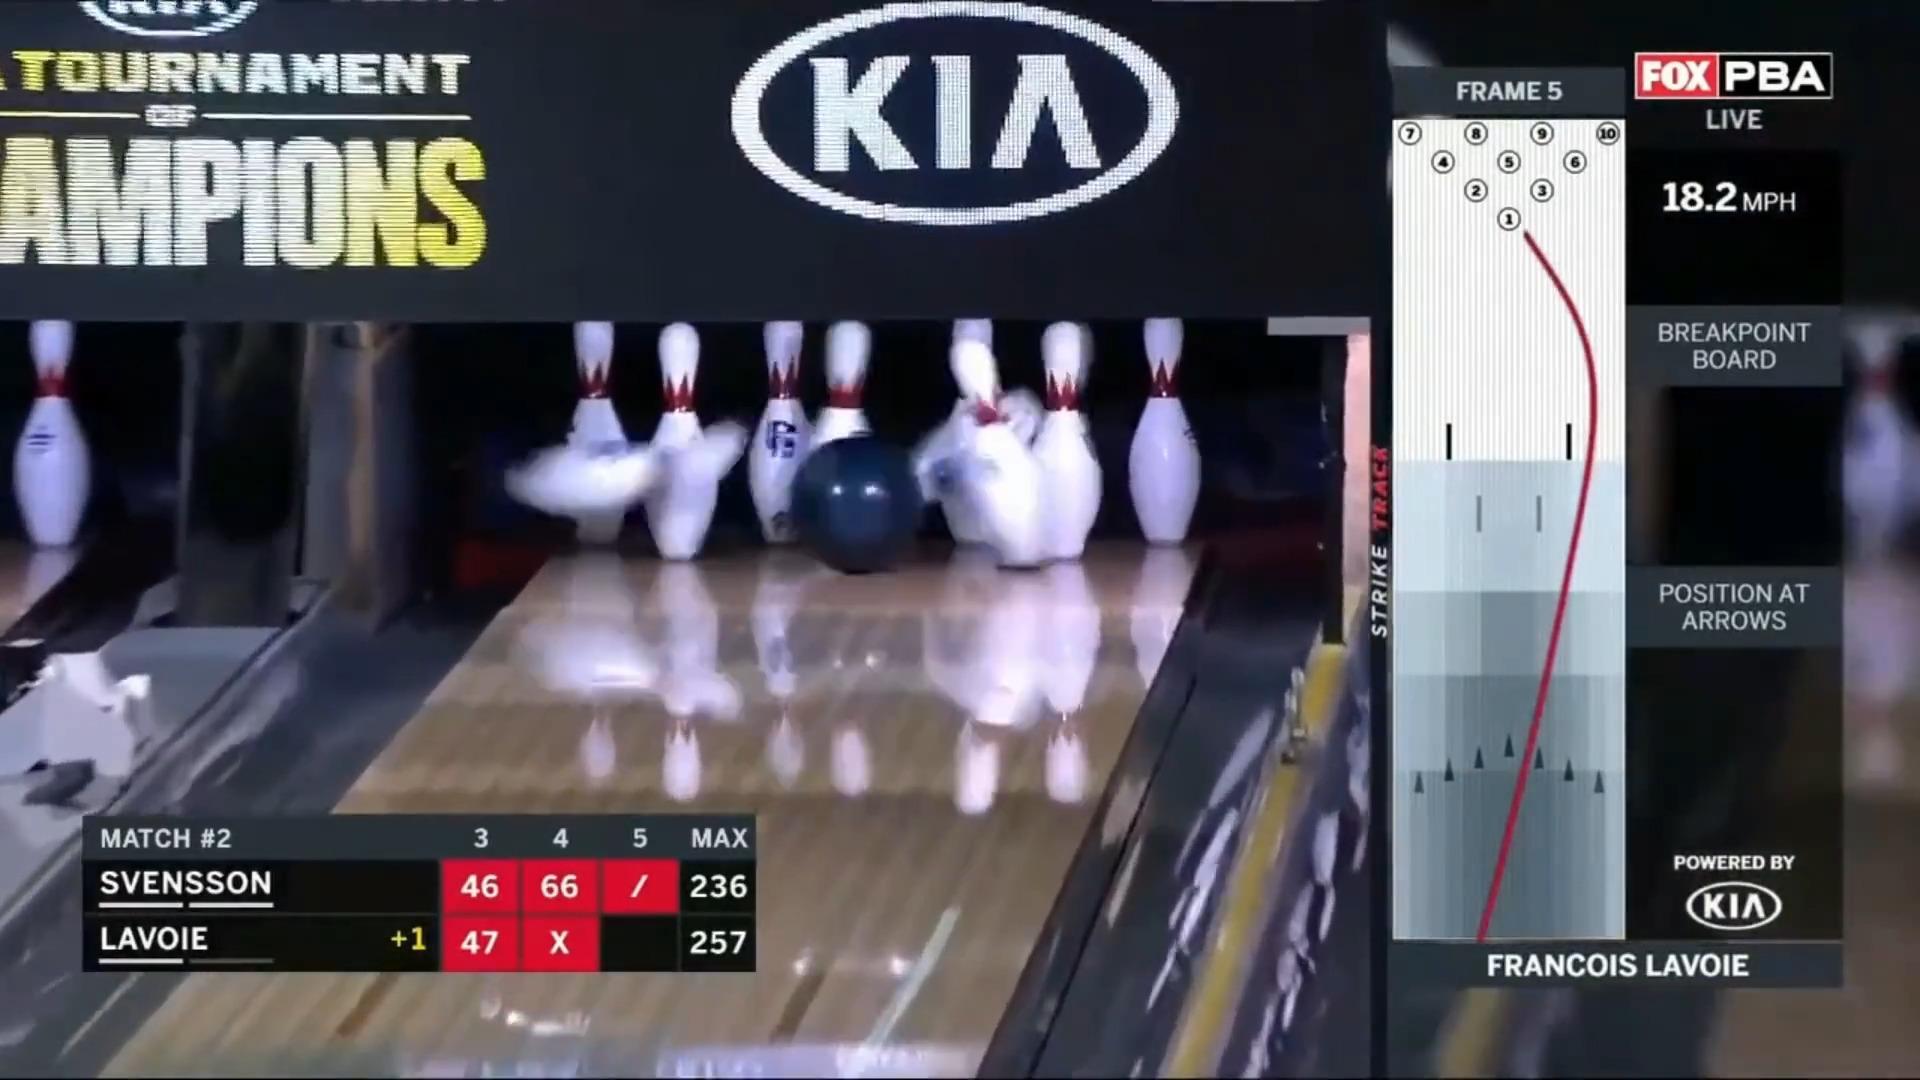 KIA
A TOURNAMENT
OF
AMPIONS
KIA
FRAME 5
7 8 9 10
4 5 6
2 3
1
STRIKE TRACK
FOX PBA
LIVE
18.2 MPH
BREAKPOINT
BOARD
POSITION AT
ARROWS
POWERED BY
KIA
FRANCOIS LAVOIE
MATCH #2 3 4 5 MAX
SVENSSON 46 66 / 236
LAVOIE +1 47 X 257